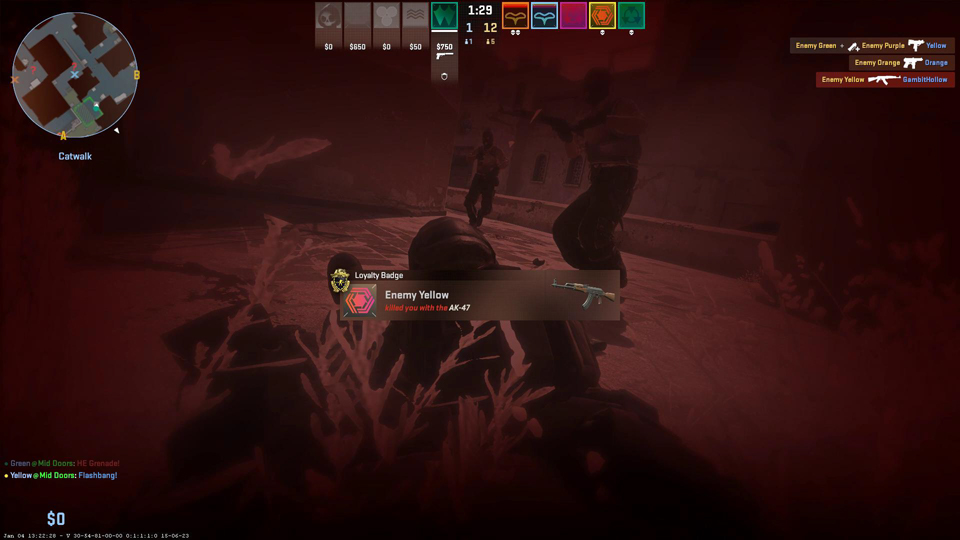 1:29
1 12
1 5
$0 $650 $0 $50 $750
Enemy Green + Enemy Purple Yellow
Enemy Orange Orange
Enemy Yellow GambitHollow
B
A
Catwalk
Loyalty Badge
Enemy Yellow
killed you with the AK-47
Green @ Mid Doors: HE Grenade!
Yellow @ Mid Doors: Flashbang!
$0